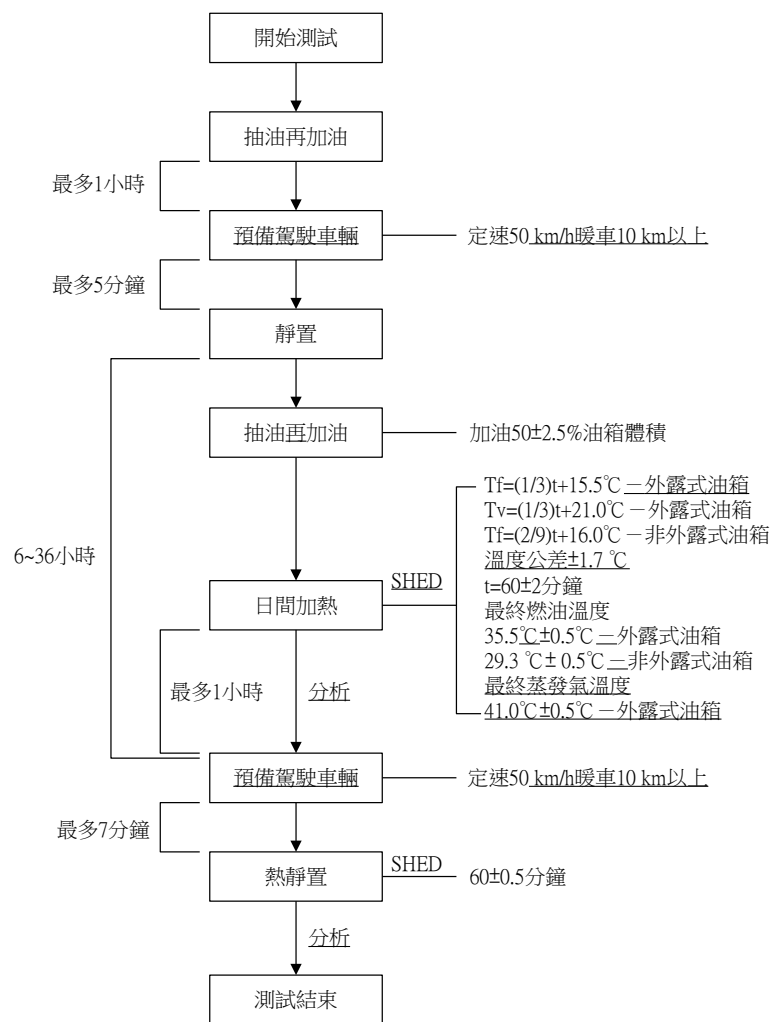 開始測試
抽油再加油
最多1小時
預備駕駛車輛
定速50 km/h暖車10 km以上
最多5分鐘
靜置
抽油再加油
加油50±2.5%油箱體積
6~36小時
日間加熱
SHED
Tf=(1/3)t+15.5℃－外露式油箱
Tv=(1/3)t+21.0℃－外露式油箱
Tf=(2/9)t+16.0℃－非外露式油箱
溫度公差±1.7 ℃
t=60±2分鐘
最終燃油溫度
35.5℃±0.5℃－外露式油箱
29.3 ℃± 0.5℃－非外露式油箱
最終蒸發氣溫度
41.0℃±0.5℃－外露式油箱
最多1小時
分析
預備駕駛車輛
定速50 km/h暖車10 km以上
最多7分鐘
熱靜置
SHED
60±0.5分鐘
分析
測試結束